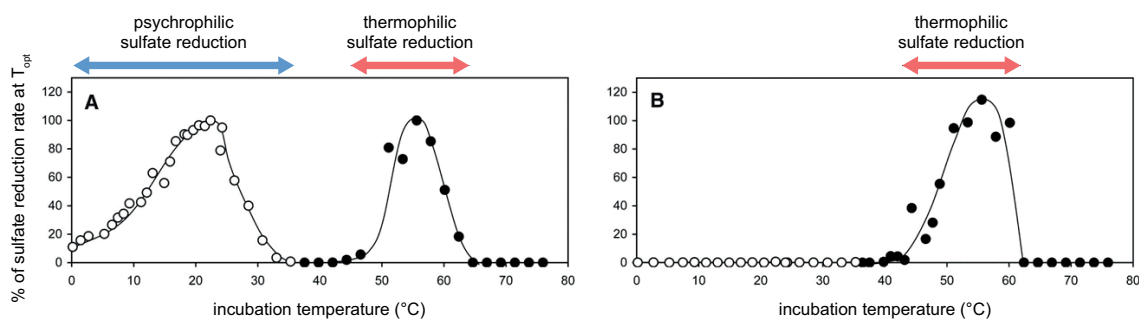 psychrophilic
sulfate reduction
thermophilic
sulfate reduction
thermophilic
sulfate reduction
% of sulfate reduction rate at Topt
120
100
80
60
40
20
0
A
0 10 20 30 40 50 60 70 80
incubation temperature (°C)
120
100
80
60
40
20
0
B
0 10 20 30 40 50 60 70 80
incubation temperature (°C)